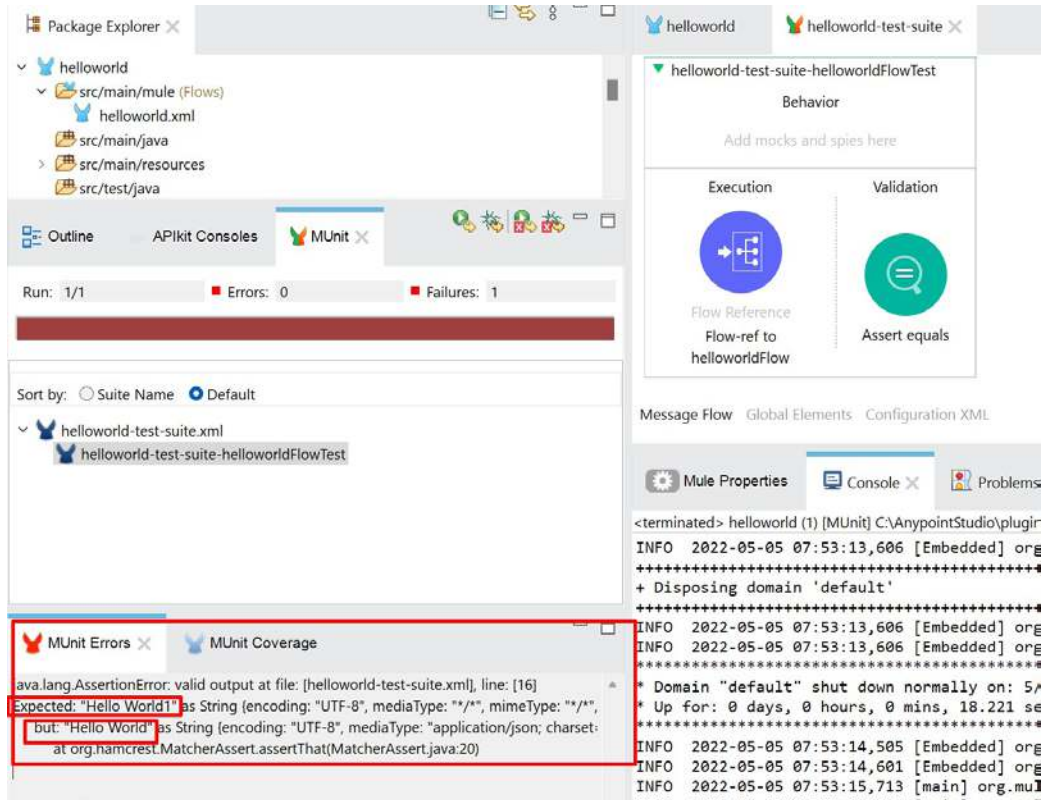 Package Explorer
helloworld
src/main/mule (Flows)
helloworld.xml
src/main/java
src/main/resources
src/test/java
Outline
APIkit Consoles
MUnit
Run: 1/1
Errors: 0
Failures: 1
Sort by: Suite Name Default
helloworld-test-suite.xml
helloworld-test-suite-helloworldFlowTest
MUnit Errors
MUnit Coverage
ava.lang.AssertionError: valid output at file: [helloworld-test-suite.xml], line: [16]
Expected: "Hello World1" as String {encoding: "UTF-8", mediaType: "*/*", mimeType: "*/*",
but: "Hello World" as String {encoding: "UTF-8", mediaType: "application/json; charset=
at org.hamcrest.MatcherAssert.assertThat(MatcherAssert.java:20)
helloworld
helloworld-test-suite
helloworld-test-suite-helloworldFlowTest
Behavior
Add mocks and spies here
Execution
Validation
Flow Reference
Flow-ref to
helloworldFlow
Assert equals
Message Flow Global Elements Configuration XML
Mule Properties
Console
Problems
<terminated> helloworld (1) [MUnit] C:\AnypointStudio\plugin
INFO 2022-05-05 07:53:13,606 [Embedded] org
++++++++++++++++++++++++++++++++++++++++++++
+ Disposing domain 'default'
++++++++++++++++++++++++++++++++++++++++++++
INFO 2022-05-05 07:53:13,606 [Embedded] org
INFO 2022-05-05 07:53:13,606 [Embedded] org
********************************************
* Domain "default" shut down normally on: 5/
* Up for: 0 days, 0 hours, 0 mins, 18.221 se
********************************************
INFO 2022-05-05 07:53:14,505 [Embedded] org
INFO 2022-05-05 07:53:14,601 [Embedded] org
INFO 2022-05-05 07:53:15,713 [main] org.mul